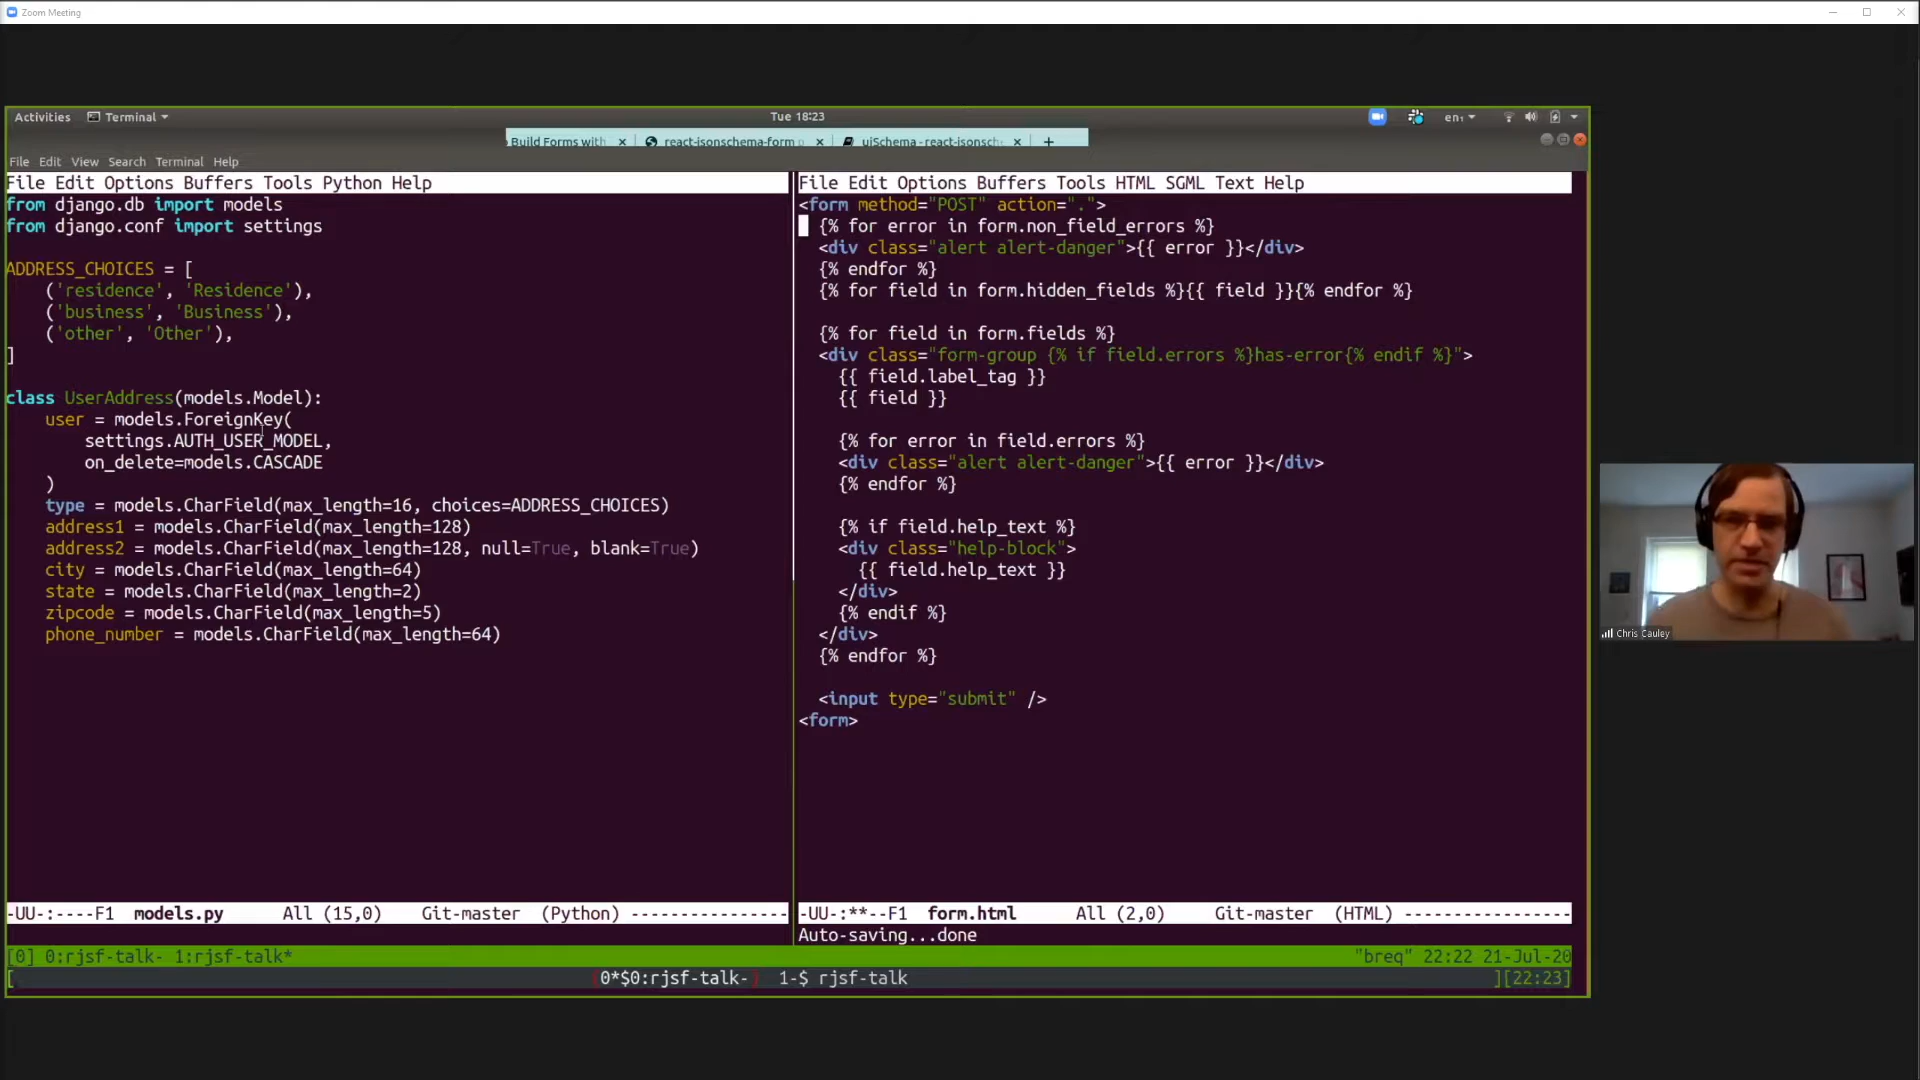 Zoom Meeting
Activities Terminal Tue 18:23 en₁
Build Forms with × react-jsonschema-form × uiSchema - react-jsonsch × +
File Edit View Search Terminal Help
File Edit Options Buffers Tools Python Help
from django.db import models
from django.conf import settings
ADDRESS_CHOICES = [
    ('residence', 'Residence'),
    ('business', 'Business'),
    ('other', 'Other'),
]
class UserAddress(models.Model):
    user = models.ForeignKey(
        settings.AUTH_USER_MODEL,
        on_delete=models.CASCADE
    )
    type = models.CharField(max_length=16, choices=ADDRESS_CHOICES)
    address1 = models.CharField(max_length=128)
    address2 = models.CharField(max_length=128, null=True, blank=True)
    city = models.CharField(max_length=64)
    state = models.CharField(max_length=2)
    zipcode = models.CharField(max_length=5)
    phone_number = models.CharField(max_length=64)
-UU-:----F1 models.py All (15,0) Git-master (Python) ----------------
File Edit Options Buffers Tools HTML SGML Text Help
<form method="POST" action=".">
  {% for error in form.non_field_errors %}
  <div class="alert alert-danger">{{ error }}</div>
  {% endfor %}
  {% for field in form.hidden_fields %}{{ field }}{% endfor %}
  {% for field in form.fields %}
  <div class="form-group {% if field.errors %}has-error{% endif %}">
    {{ field.label_tag }}
    {{ field }}
    {% for error in field.errors %}
    <div class="alert alert-danger">{{ error }}</div>
    {% endfor %}
    {% if field.help_text %}
    <div class="help-block">
      {{ field.help_text }}
    </div>
    {% endif %}
  </div>
  {% endfor %}
  <input type="submit" />
<form>
-UU-:**--F1 form.html All (2,0) Git-master (HTML) -----------------
Auto-saving...done
[0] 0:rjsf-talk- 1:rjsf-talk* "breq" 22:22 21-Jul-20
[ (0*$0:rjsf-talk-) 1-$ rjsf-talk ][22:23]
Chris Cauley